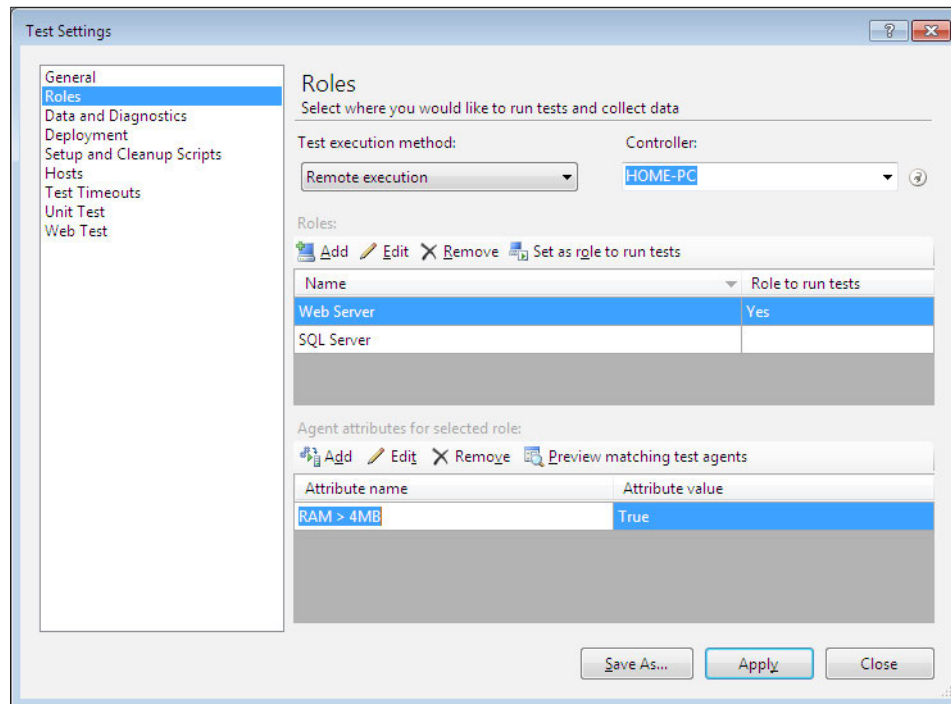 Test Settings
General
Roles
Data and Diagnostics
Deployment
Setup and Cleanup Scripts
Hosts
Test Timeouts
Unit Test
Web Test
Roles
Select where you would like to run tests and collect data
Test execution method:
Controller:
Remote execution
HOME-PC
Roles:
Add Edit Remove Set as role to run tests
Name Role to run tests
Web Server Yes
SQL Server
Agent attributes for selected role:
Add Edit Remove Preview matching test agents
Attribute name Attribute value
RAM > 4MB True
Save As... Apply Close